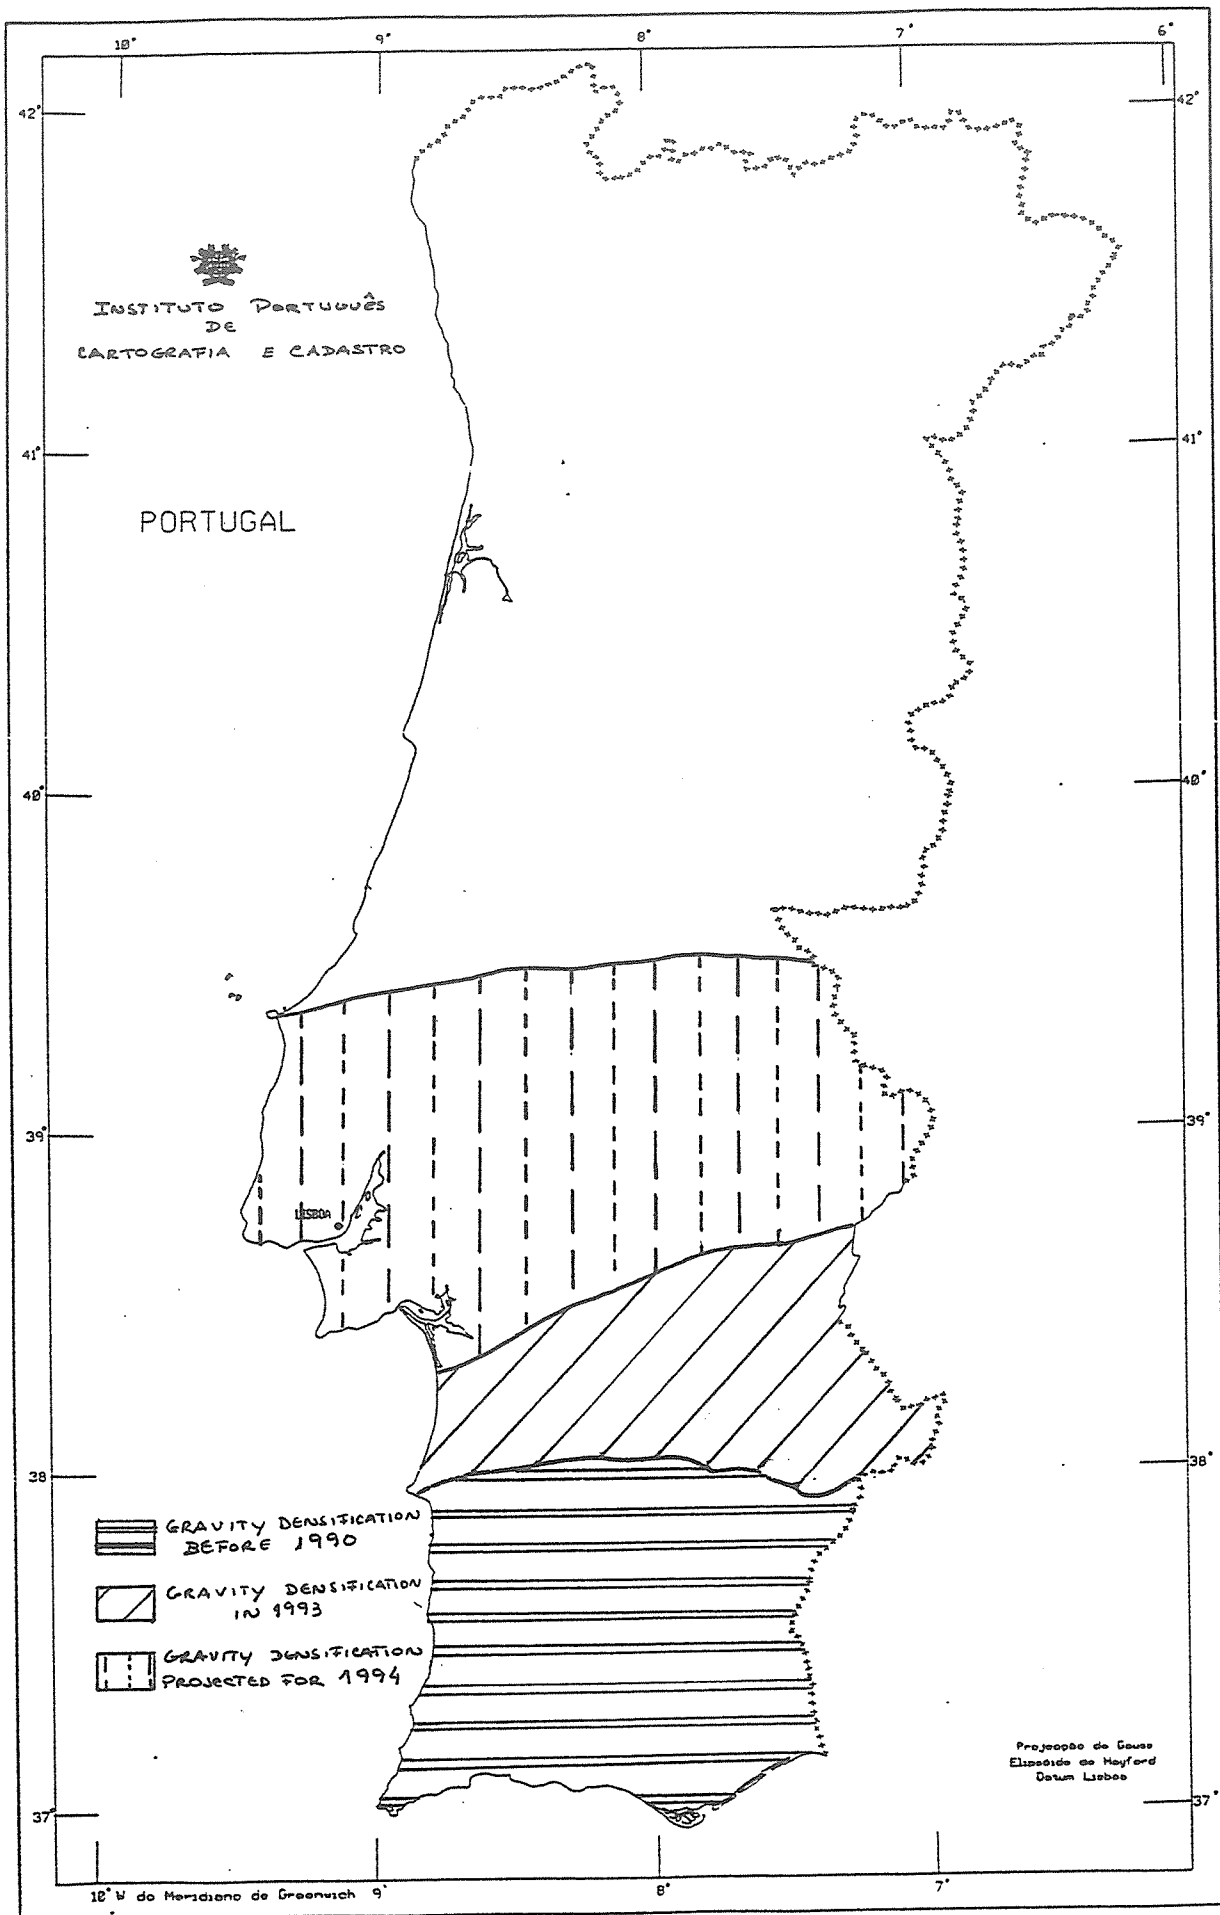 10° 9° 8° 7° 6°
42° 42°
INSTITUTO PORTUGUÊS
DE
CARTOGRAFIA E CADASTRO
41° 41°
PORTUGAL
40° 40°
39° 39°
LISBOA
38° 38°
GRAVITY DENSIFICATION
BEFORE 1990
GRAVITY DENSIFICATION
IN 1993
GRAVITY DENSIFICATION
PROJECTED FOR 1994
Projecção de Gauss
Elipsóide de Hayford
Datum Lisboa
37° 37°
10° W do Meridiano de Greenwich 9° 8° 7°